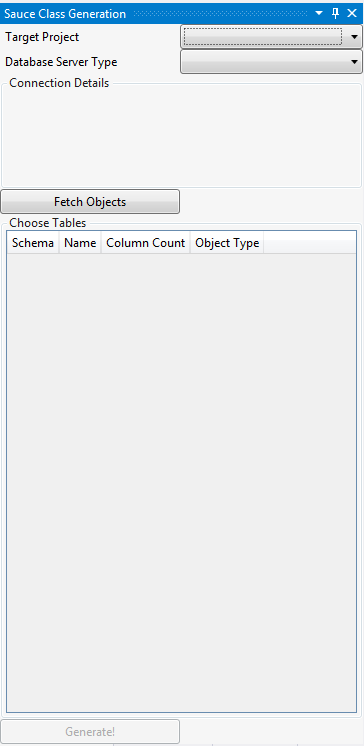 Sauce Class Generation
Target Project
Database Server Type
Connection Details
Fetch Objects
Choose Tables
Schema Name Column Count Object Type
Generate!